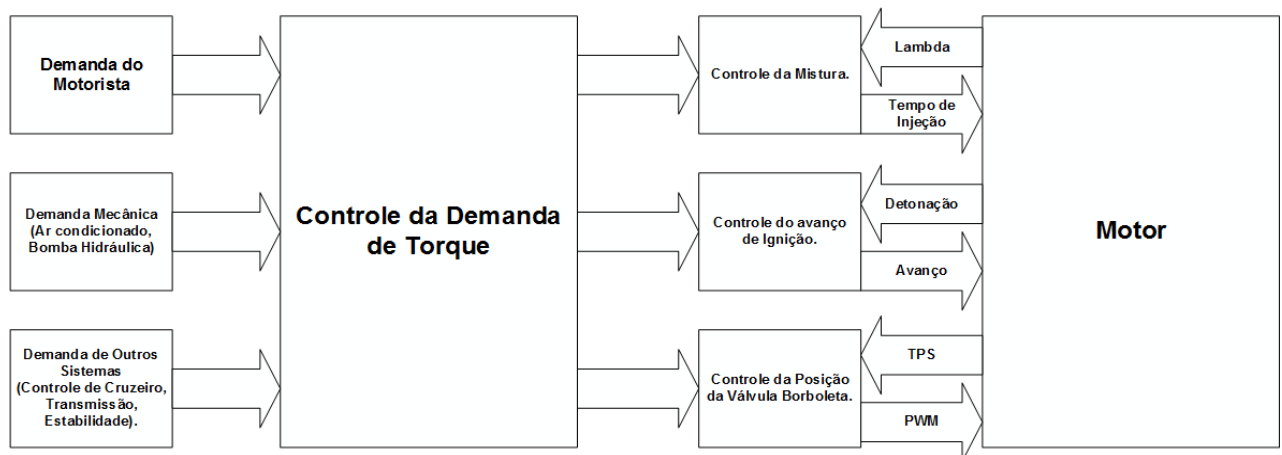 Demanda do
Motorista
Demanda Mecânica
(Ar condicionado,
Bomba Hidráulica)
Demanda de Outros
Sistemas
(Controle de Cruzeiro,
Transmissão,
Estabilidade).
Controle da Demanda
de Torque
Controle da Mistura.
Controle do avanço
de Ignição.
Controle da Posição
da Válvula Borboleta.
Lambda
Tempo de
Injeção
Detonação
Avanço
TPS
PWM
Motor